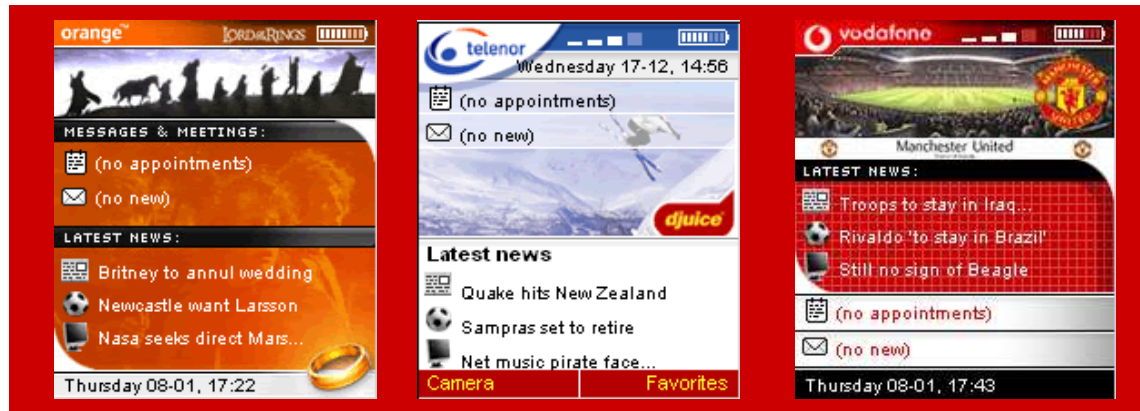 orange™ LORD OF THE RINGS
MESSAGES & MEETINGS:
(no appointments)
(no new)
LATEST NEWS:
Britney to annul wedding
Newcastle want Larsson
Nasa seeks direct Mars...
Thursday 08-01, 17:22
telenor
Wednesday 17-12, 14:56
(no appointments)
(no new)
djuice
Latest news
Quake hits New Zealand
Sampras set to retire
Net music pirate face...
Camera Favorites
vodafone
MANCHESTER
UNITED
Manchester United
LATEST NEWS:
Troops to stay in Iraq...
Rivaldo 'to stay in Brazil'
Still no sign of Beagle
(no appointments)
(no new)
Thursday 08-01, 17:43